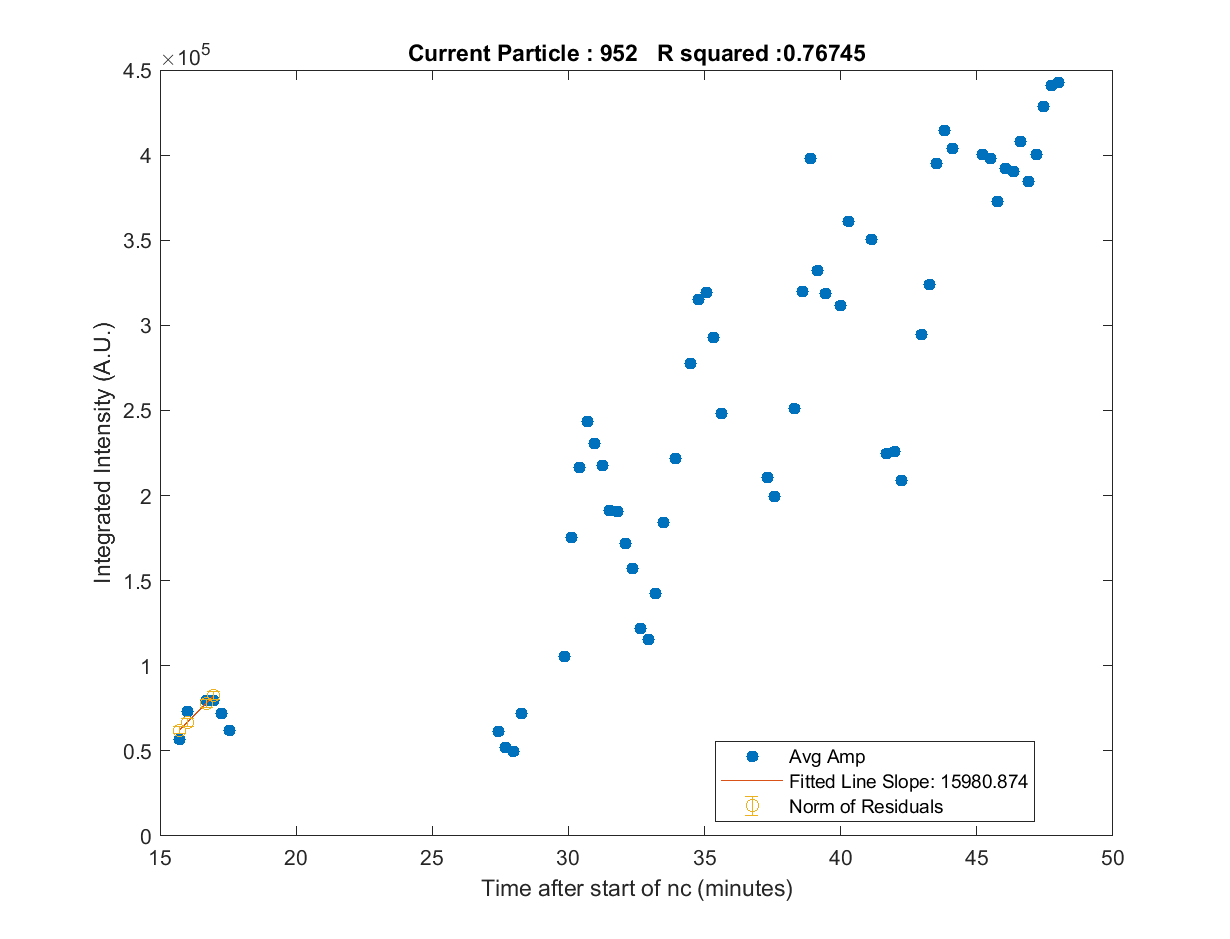 Current Particle : 952   R squared :0.76745
×10^5
4.5
4
3.5
3
2.5
2
1.5
1
0.5
0
15 20 25 30 35 40 45 50
Integrated Intensity (A.U.)
Time after start of nc (minutes)
Avg Amp
Fitted Line Slope: 15980.874
Norm of Residuals